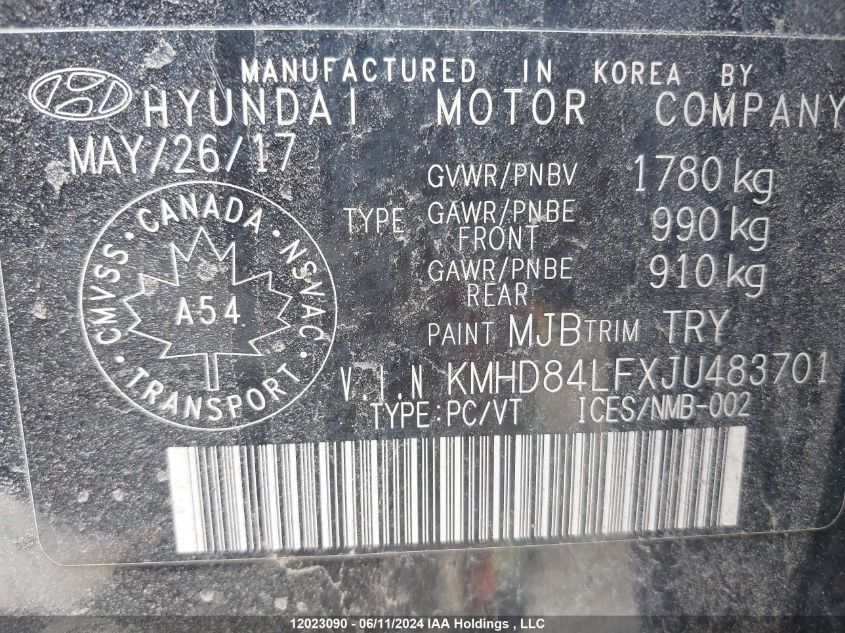 MANUFACTURED IN KOREA BY
HYUNDAI MOTOR COMPANY
MAY/26/17
GVWR/PNBV 1780 kg
TYPE GAWR/PNBE FRONT 990 kg
GAWR/PNBE REAR 910 kg
PAINT MJB TRIM TRY
V.I.N KMHD84LFXJU483701
TYPE:PC/VT ICES/NMB-002
CMVSS · CANADA · NSVAC
A54
TRANSPORT
12023090 - 06/11/2024 IAA Holdings , LLC